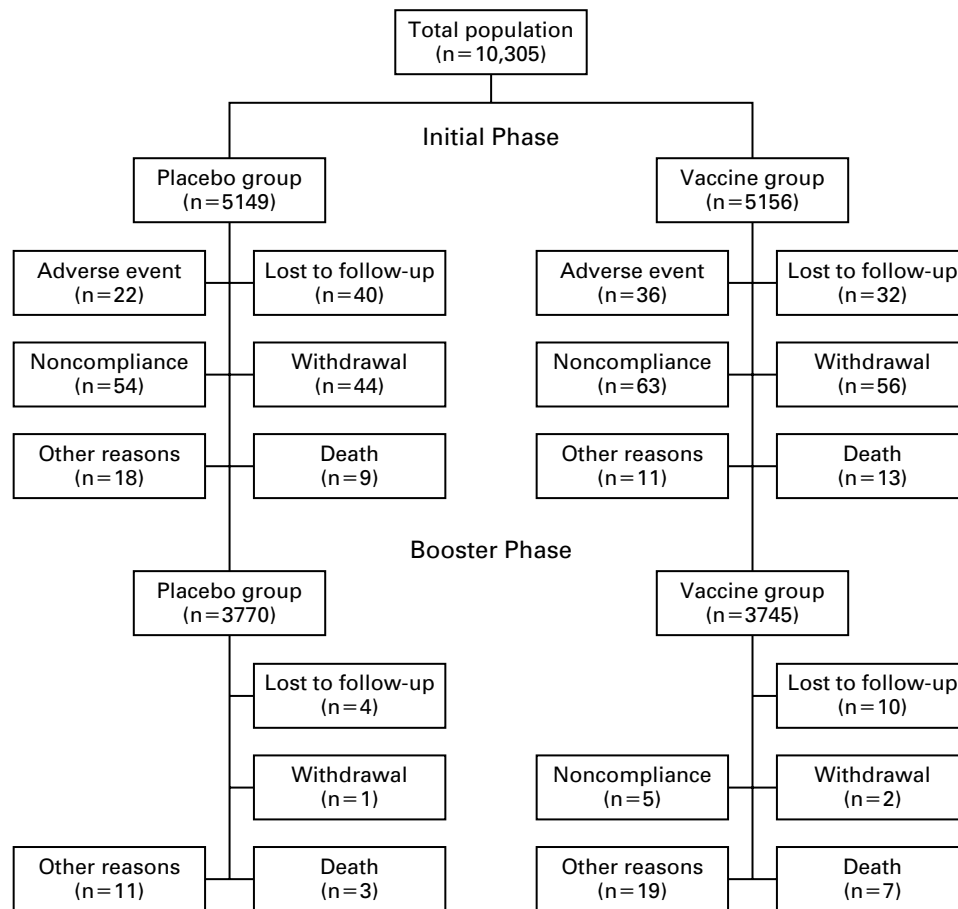 Total population
(n=10,305)
Initial Phase
Placebo group
(n=5149)
Vaccine group
(n=5156)
Adverse event
(n=22)
Lost to follow-up
(n=40)
Adverse event
(n=36)
Lost to follow-up
(n=32)
Noncompliance
(n=54)
Withdrawal
(n=44)
Noncompliance
(n=63)
Withdrawal
(n=56)
Other reasons
(n=18)
Death
(n=9)
Other reasons
(n=11)
Death
(n=13)
Booster Phase
Placebo group
(n=3770)
Vaccine group
(n=3745)
Lost to follow-up
(n=4)
Lost to follow-up
(n=10)
Withdrawal
(n=1)
Noncompliance
(n=5)
Withdrawal
(n=2)
Other reasons
(n=11)
Death
(n=3)
Other reasons
(n=19)
Death
(n=7)